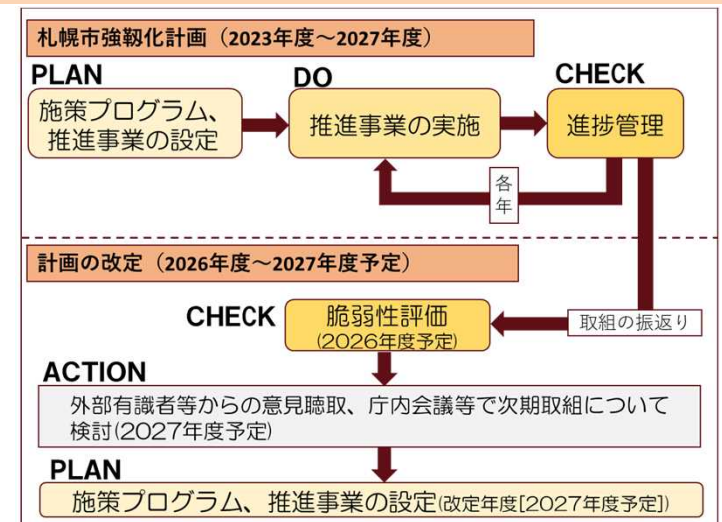 札幌市強靱化計画（2023年度～2027年度）
PLAN
施策プログラム、
推進事業の設定
DO
推進事業の実施
CHECK
進捗管理
各
年
計画の改定（2026年度～2027年度予定）
CHECK
脆弱性評価
(2026年度予定)
取組の振返り
ACTION
外部有識者等からの意見聴取、庁内会議等で次期取組について
検討(2027年度予定)
PLAN
施策プログラム、推進事業の設定(改定年度[2027年度予定])